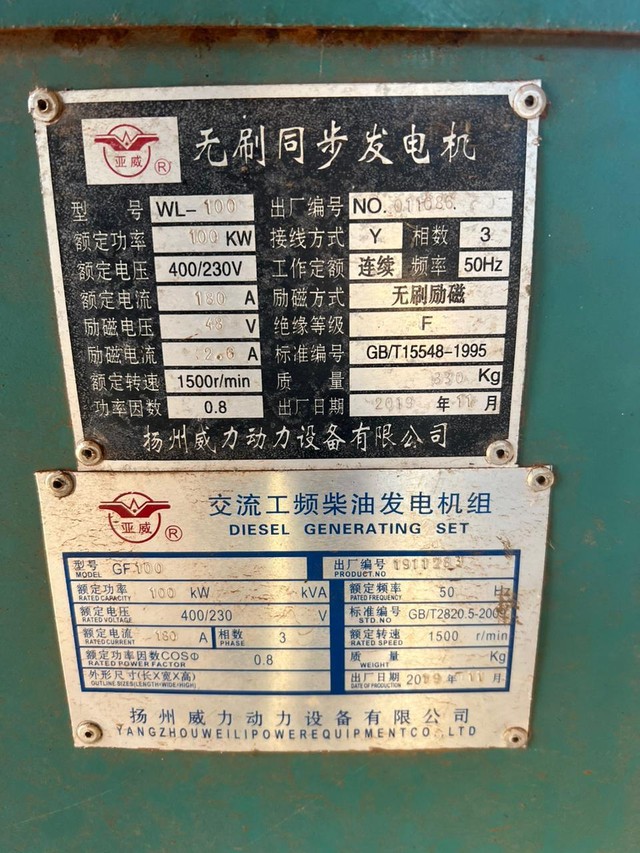 亚威 ® 无刷同步发电机
型 号 WL-100 出厂编号 NO.
额定功率 100 KW 接线方式 Y 相数 3
额定电压 400/230V 工作定额 连续 频率 50Hz
额定电流 180 A 励磁方式 无刷励磁
励磁电压 V 绝缘等级 F
励磁电流 A 标准编号 GB/T15548-1995
额定转速 1500r/min 质 量 Kg
功率因数 0.8 出厂日期 2019 年 11 月
扬州威力动力设备有限公司
亚威 ® 交流工频柴油发电机组
DIESEL GENERATING SET
型号 GF100 出厂编号
MODEL PRODUCT.NO
额定功率 100 kW kVA 额定频率 50 Hz
RATED CAPACITY RATED FREQUENCY
额定电压 400/230 V 标准编号
RATED VOLTAGE STD.NO
额定电流 180 A 相数 3 额定转速 1500 r/min
RATED CURRENT PHASE RATED SPEED
额定功率因数COSΦ 0.8 质 量 Kg
RATED POWER FACTOR WEIGHT
外形尺寸(长X宽X高) 出厂日期 2019 年 11 月
OUTLINE SIZES(LENGTH×WIDE×HIGH) DATE OF PRODUCTION
扬州威力动力设备有限公司
YANGZHOUWEILIPOWEREQUIPMENTCO.,LTD